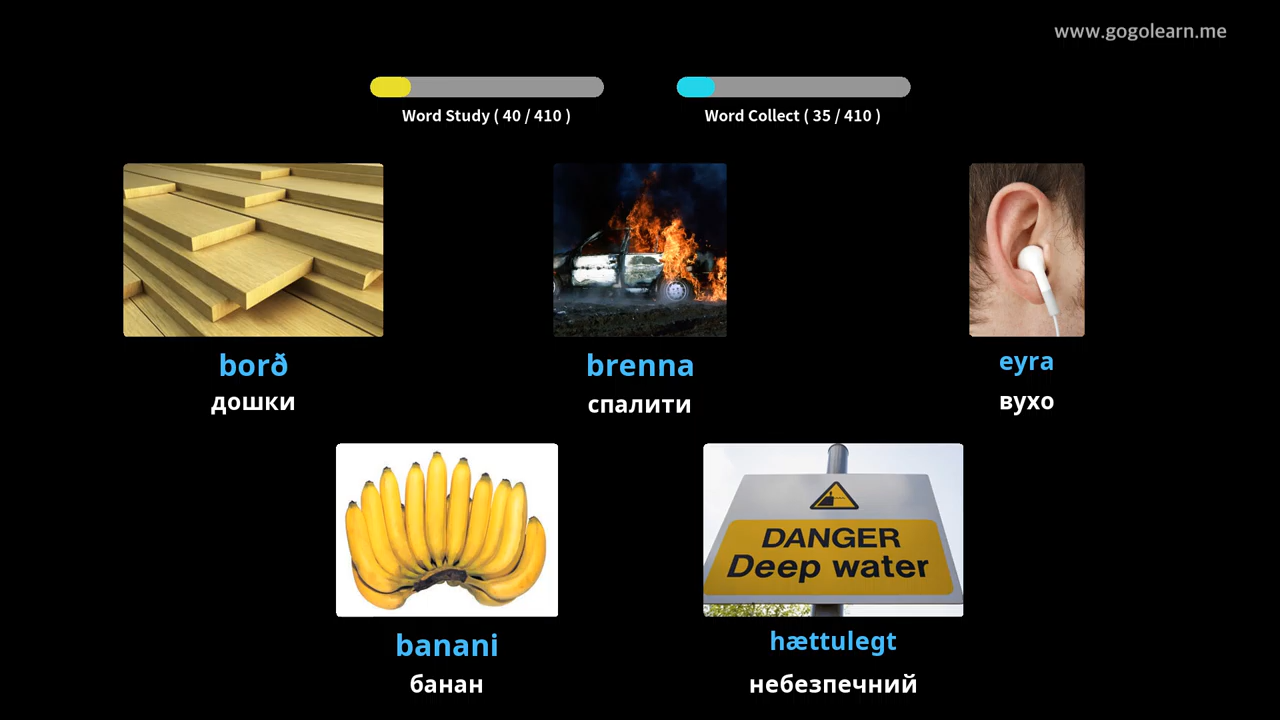 www.gogolearn.me
Word Study ( 40 / 410 )
Word Collect ( 35 / 410 )
borð
дошки
brenna
спалити
eyra
вухо
banani
банан
DANGER
Deep water
hættulegt
небезпечний